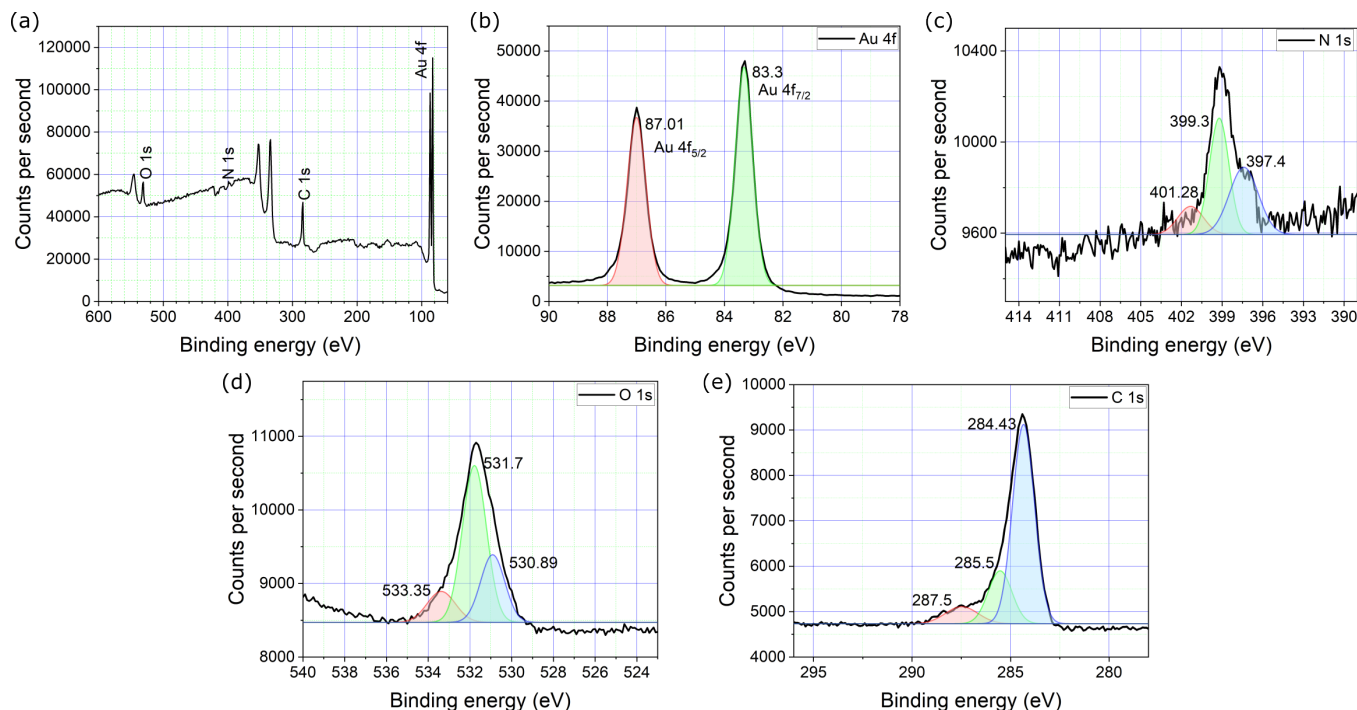 (a)
120000
100000
80000
60000
40000
20000
0
600
500
400
300
200
100
Counts per second
Binding energy (eV)
O 1s
N 1s
C 1s
Au 4f
(b)
50000
40000
30000
20000
10000
0
90
88
86
84
82
80
78
Counts per second
Binding energy (eV)
Au 4f
87.01
Au 4f5/2
83.3
Au 4f7/2
(c)
10400
10000
9600
414
411
408
405
402
399
396
393
390
Counts per second
Binding energy (eV)
N 1s
399.3
397.4
401.28
(d)
11000
10000
9000
8000
540
538
536
534
532
530
528
526
524
Counts per second
Binding energy (eV)
O 1s
531.7
530.89
533.35
(e)
10000
9000
8000
7000
6000
5000
4000
295
290
285
280
Counts per second
Binding energy (eV)
C 1s
284.43
285.5
287.5